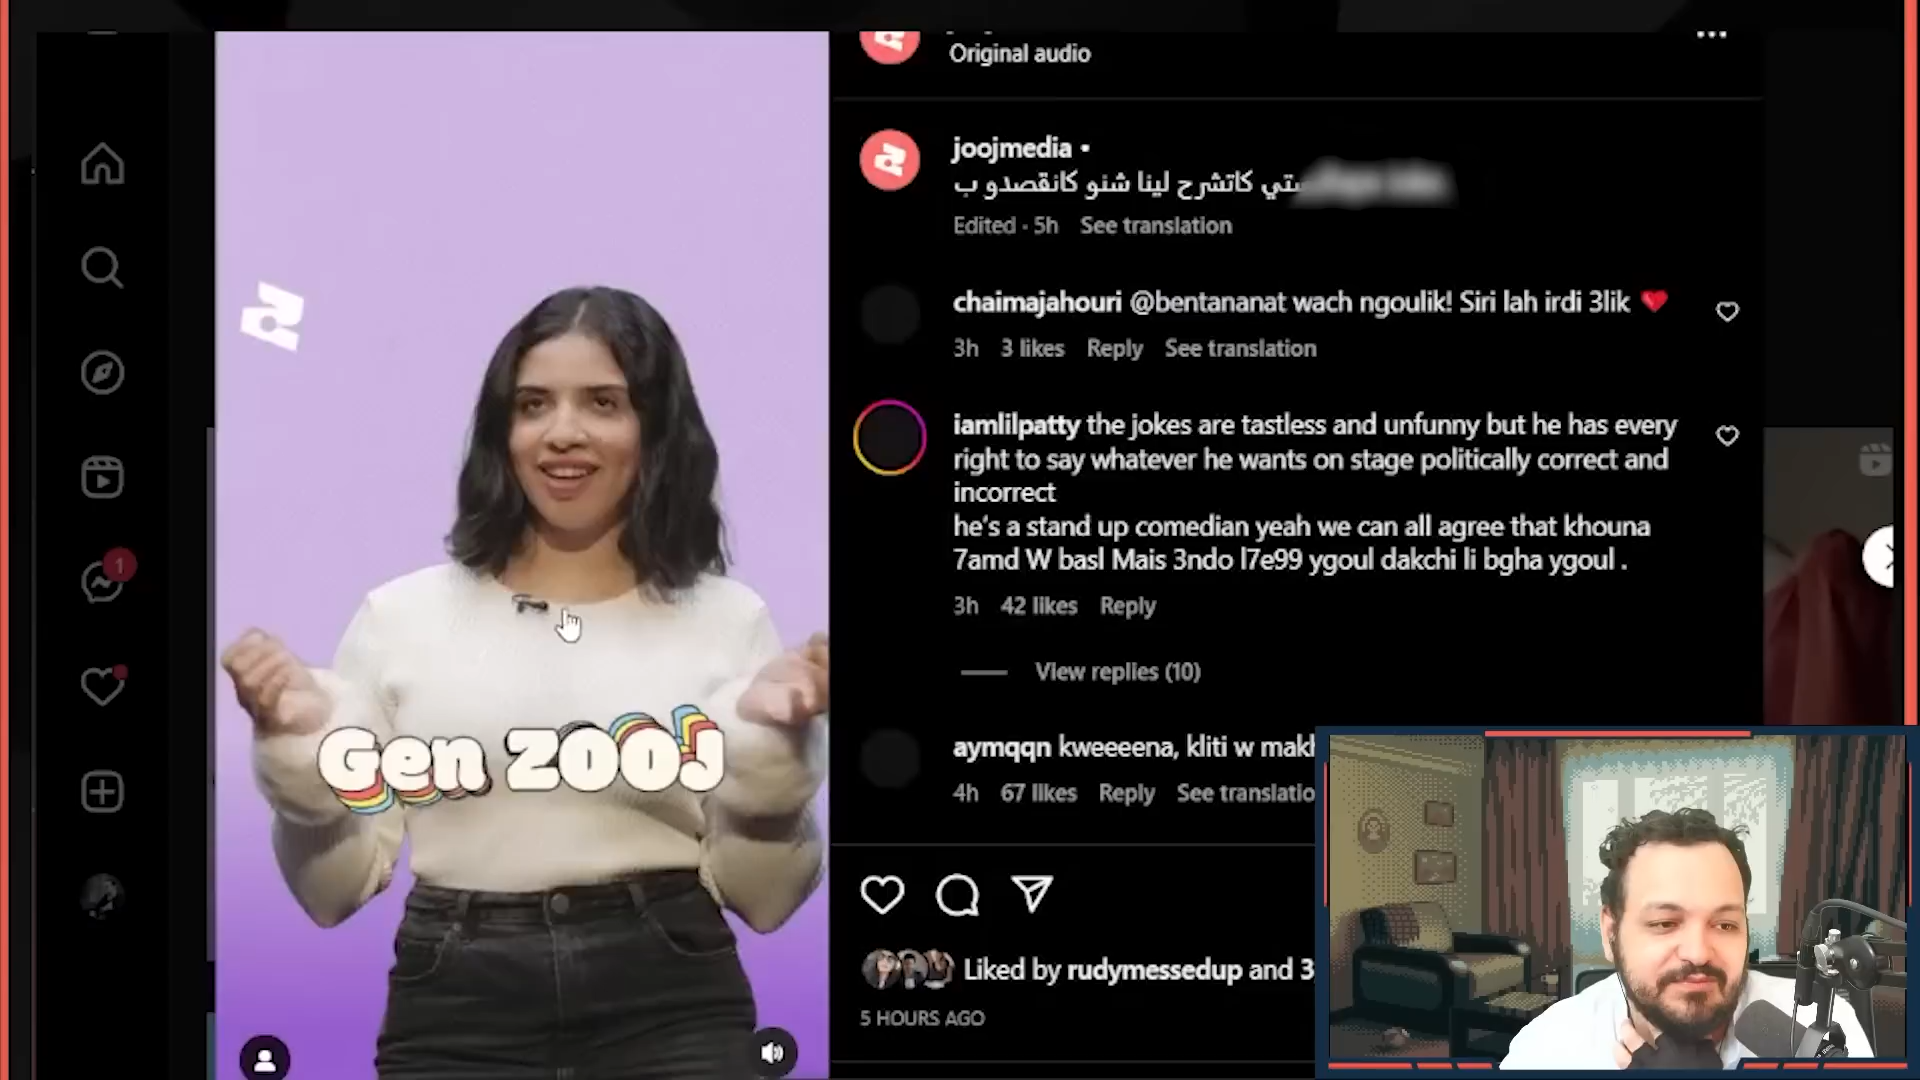 Original audio
joojmedia •
ستي كاتشرح لينا شنو كانقصدو ب
Edited · 5h See translation
chaimajahouri @bentananat wach ngoulik! Siri lah irdi 3lik ❤️
3h 3 likes Reply See translation
iamlilpatty the jokes are tastless and unfunny but he has every
right to say whatever he wants on stage politically correct and
incorrect
he's a stand up comedian yeah we can all agree that khouna
7amd W basl Mais 3ndo l7e99 ygoul dakchi li bgha ygoul .
3h 42 likes Reply
View replies (10)
aymqqn kweeeena, kliti w
4h 67 likes Reply See
Liked by rudymessedup and
5 HOURS AGO
1
Gen ZOOJ